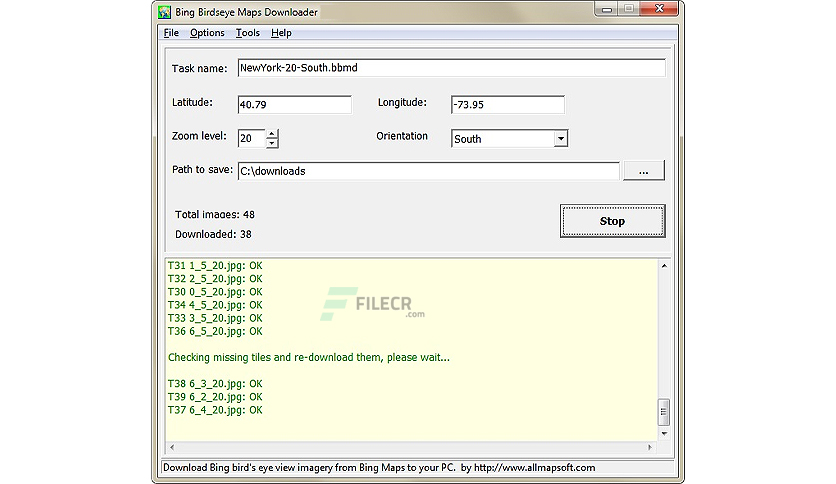 Bing Birdseye Maps Downloader
File Options Tools Help
Task name: NewYork-20-South.bbmd
Latitude: 40.79 Longitude: -73.95
Zoom level: 20 Orientation South
Path to save: C:\downloads ...
Total images: 48
Downloaded: 38
Stop
T31 1_5_20.jpg: OK
T32 2_5_20.jpg: OK
T30 0_5_20.jpg: OK
T34 4_5_20.jpg: OK
T33 3_5_20.jpg: OK
T36 6_5_20.jpg: OK
FILECR
.com
Checking missing tiles and re-download them, please wait...
T38 6_3_20.jpg: OK
T39 6_2_20.jpg: OK
T37 6_4_20.jpg: OK
Download Bing bird's eye view imagery from Bing Maps to your PC. by http://www.allmapsoft.com